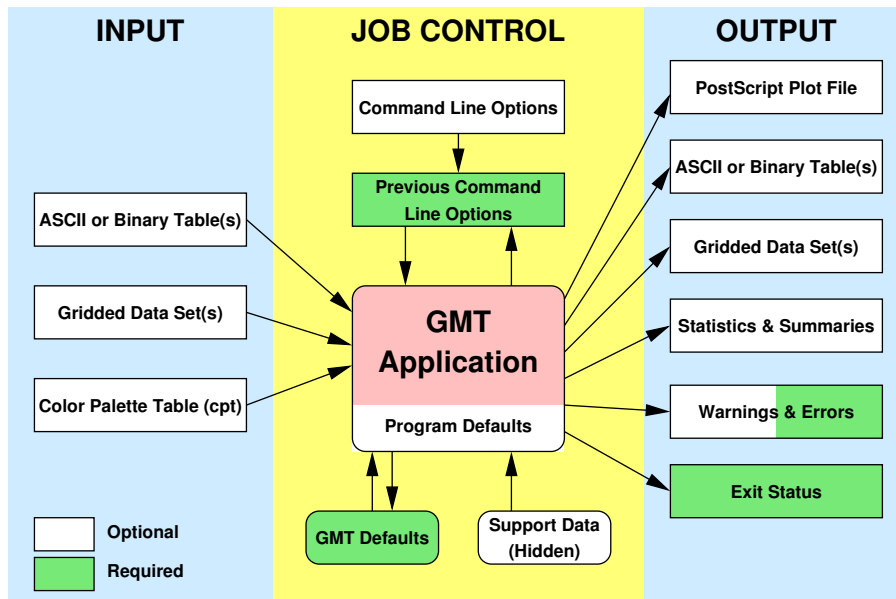 INPUT
JOB CONTROL
OUTPUT
Command Line Options
Previous Command
Line Options
ASCII or Binary Table(s)
Gridded Data Set(s)
Color Palette Table (cpt)
GMT
Application
Program Defaults
GMT Defaults
Support Data
(Hidden)
PostScript Plot File
ASCII or Binary Table(s)
Gridded Data Set(s)
Statistics & Summaries
Warnings & Errors
Exit Status
Optional
Required